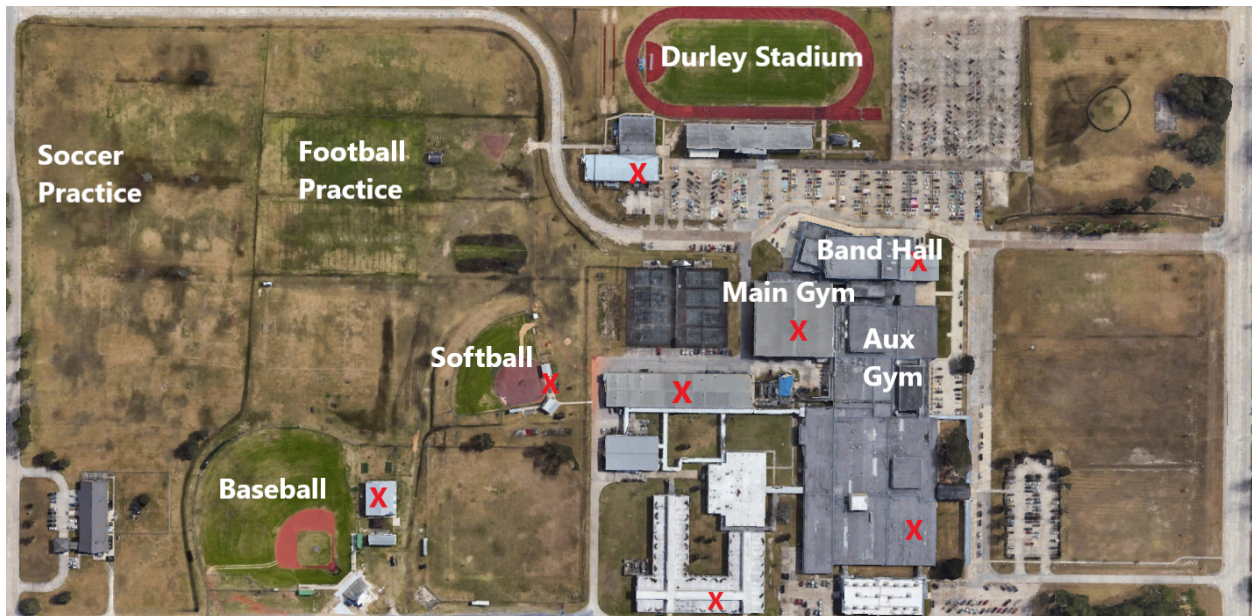 Durley Stadium
Soccer
Practice
Football
Practice
X
Band Hall
X
Main Gym
X
Aux
Gym
Softball
X
X
Baseball
X
X
X